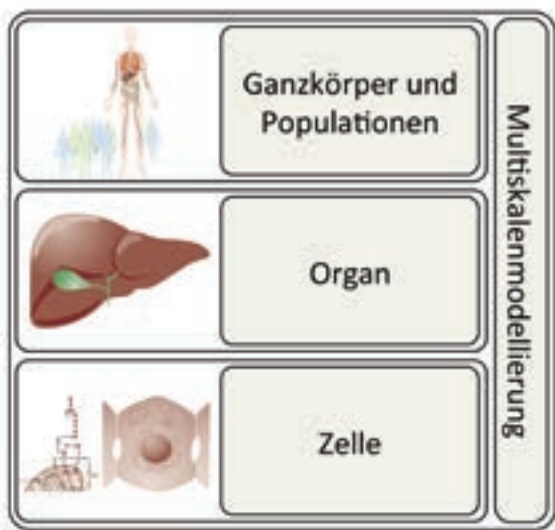 Ganzkörper und
Populationen
Organ
Zelle
Multiskalenmodellierung